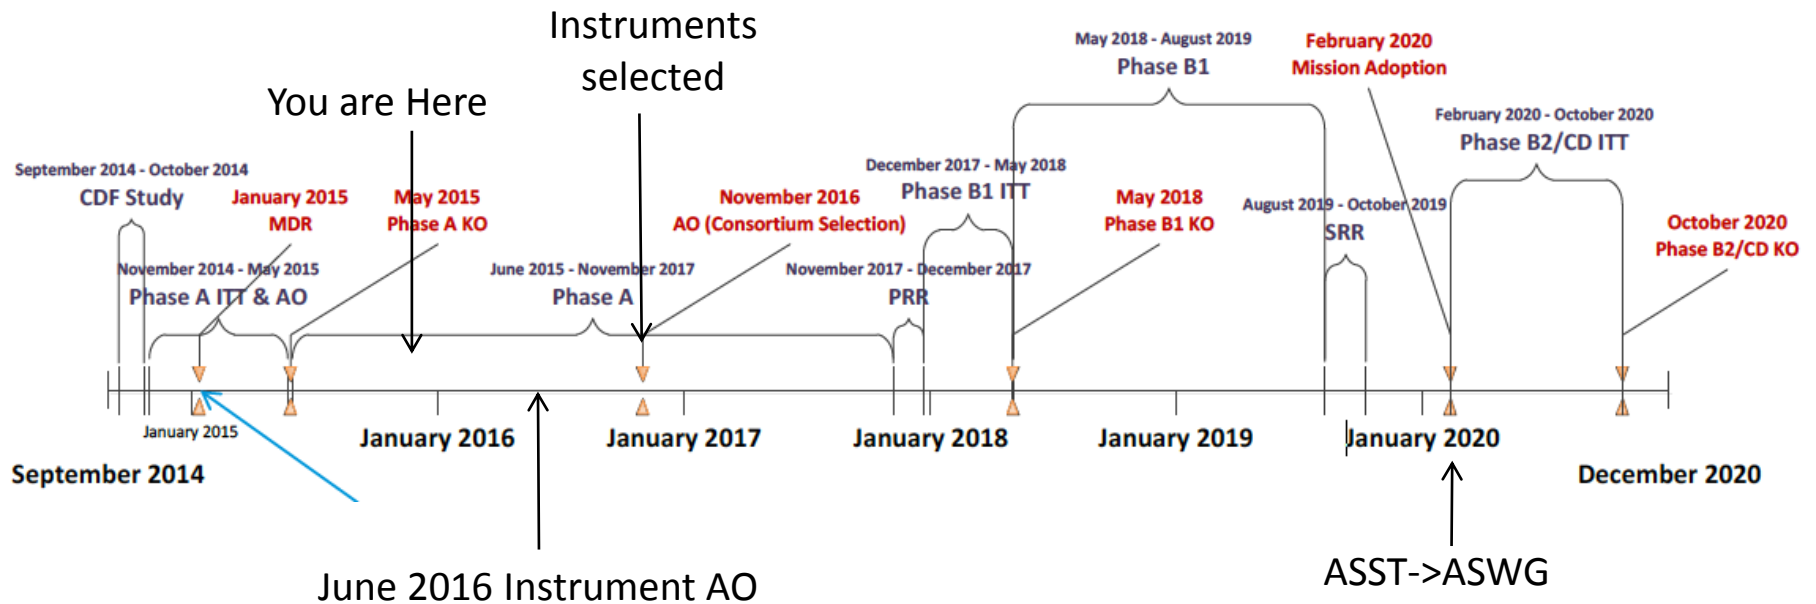 Instruments
selected
You are Here
May 2018 - August 2019
Phase B1
February 2020
Mission Adoption
February 2020 - October 2020
Phase B2/CD ITT
September 2014 - October 2014
CDF Study
January 2015
MDR
May 2015
Phase A KO
November 2016
AO (Consortium Selection)
December 2017 - May 2018
Phase B1 ITT
May 2018
Phase B1 KO
August 2019 - October 2019
SRR
October 2020
Phase B2/CD KO
November 2014 - May 2015
Phase A ITT & AO
June 2015 - November 2017
Phase A
November 2017 - December 2017
PRR
January 2015
January 2016
January 2017
January 2018
January 2019
January 2020
September 2014
December 2020
June 2016 Instrument AO
ASST->ASWG